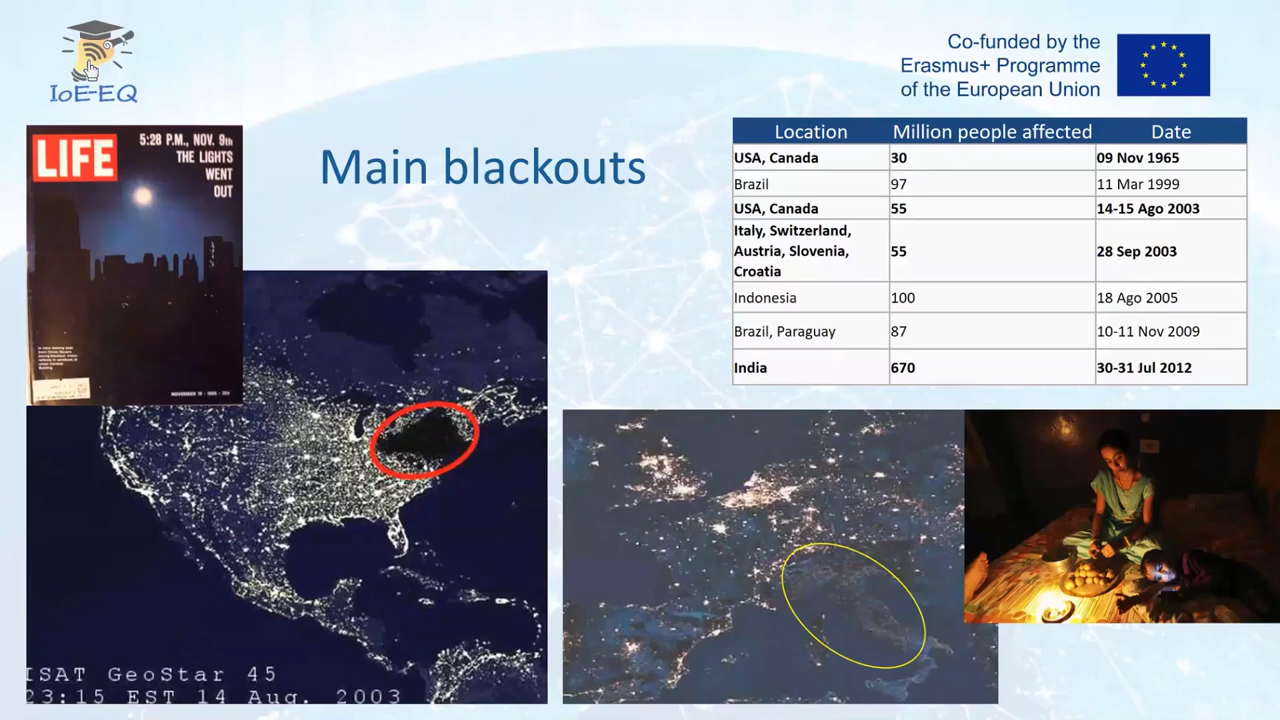 IoE-EQ
Co-funded by the
Erasmus+ Programme
of the European Union
LIFE
5:28 P.M., NOV. 9th
THE LIGHTS
WENT
OUT
Main blackouts
Location Million people affected Date
USA, Canada 30 09 Nov 1965
Brazil 97 11 Mar 1999
USA, Canada 55 14-15 Ago 2003
Italy, Switzerland,
Austria, Slovenia,
Croatia 55 28 Sep 2003
Indonesia 100 18 Ago 2005
Brazil, Paraguay 87 10-11 Nov 2009
India 670 30-31 Jul 2012
ISAT GeoStar 45
23:15 EST 14 Aug. 2003